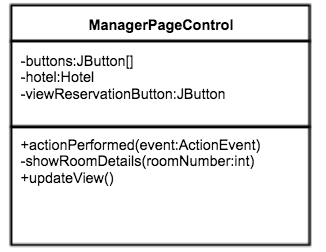 ManagerPageControl
-buttons:JButton[]
-hotel:Hotel
-viewReservationButton:JButton
+actionPerformed(event:ActionEvent)
-showRoomDetails(roomNumber:int)
+updateView()